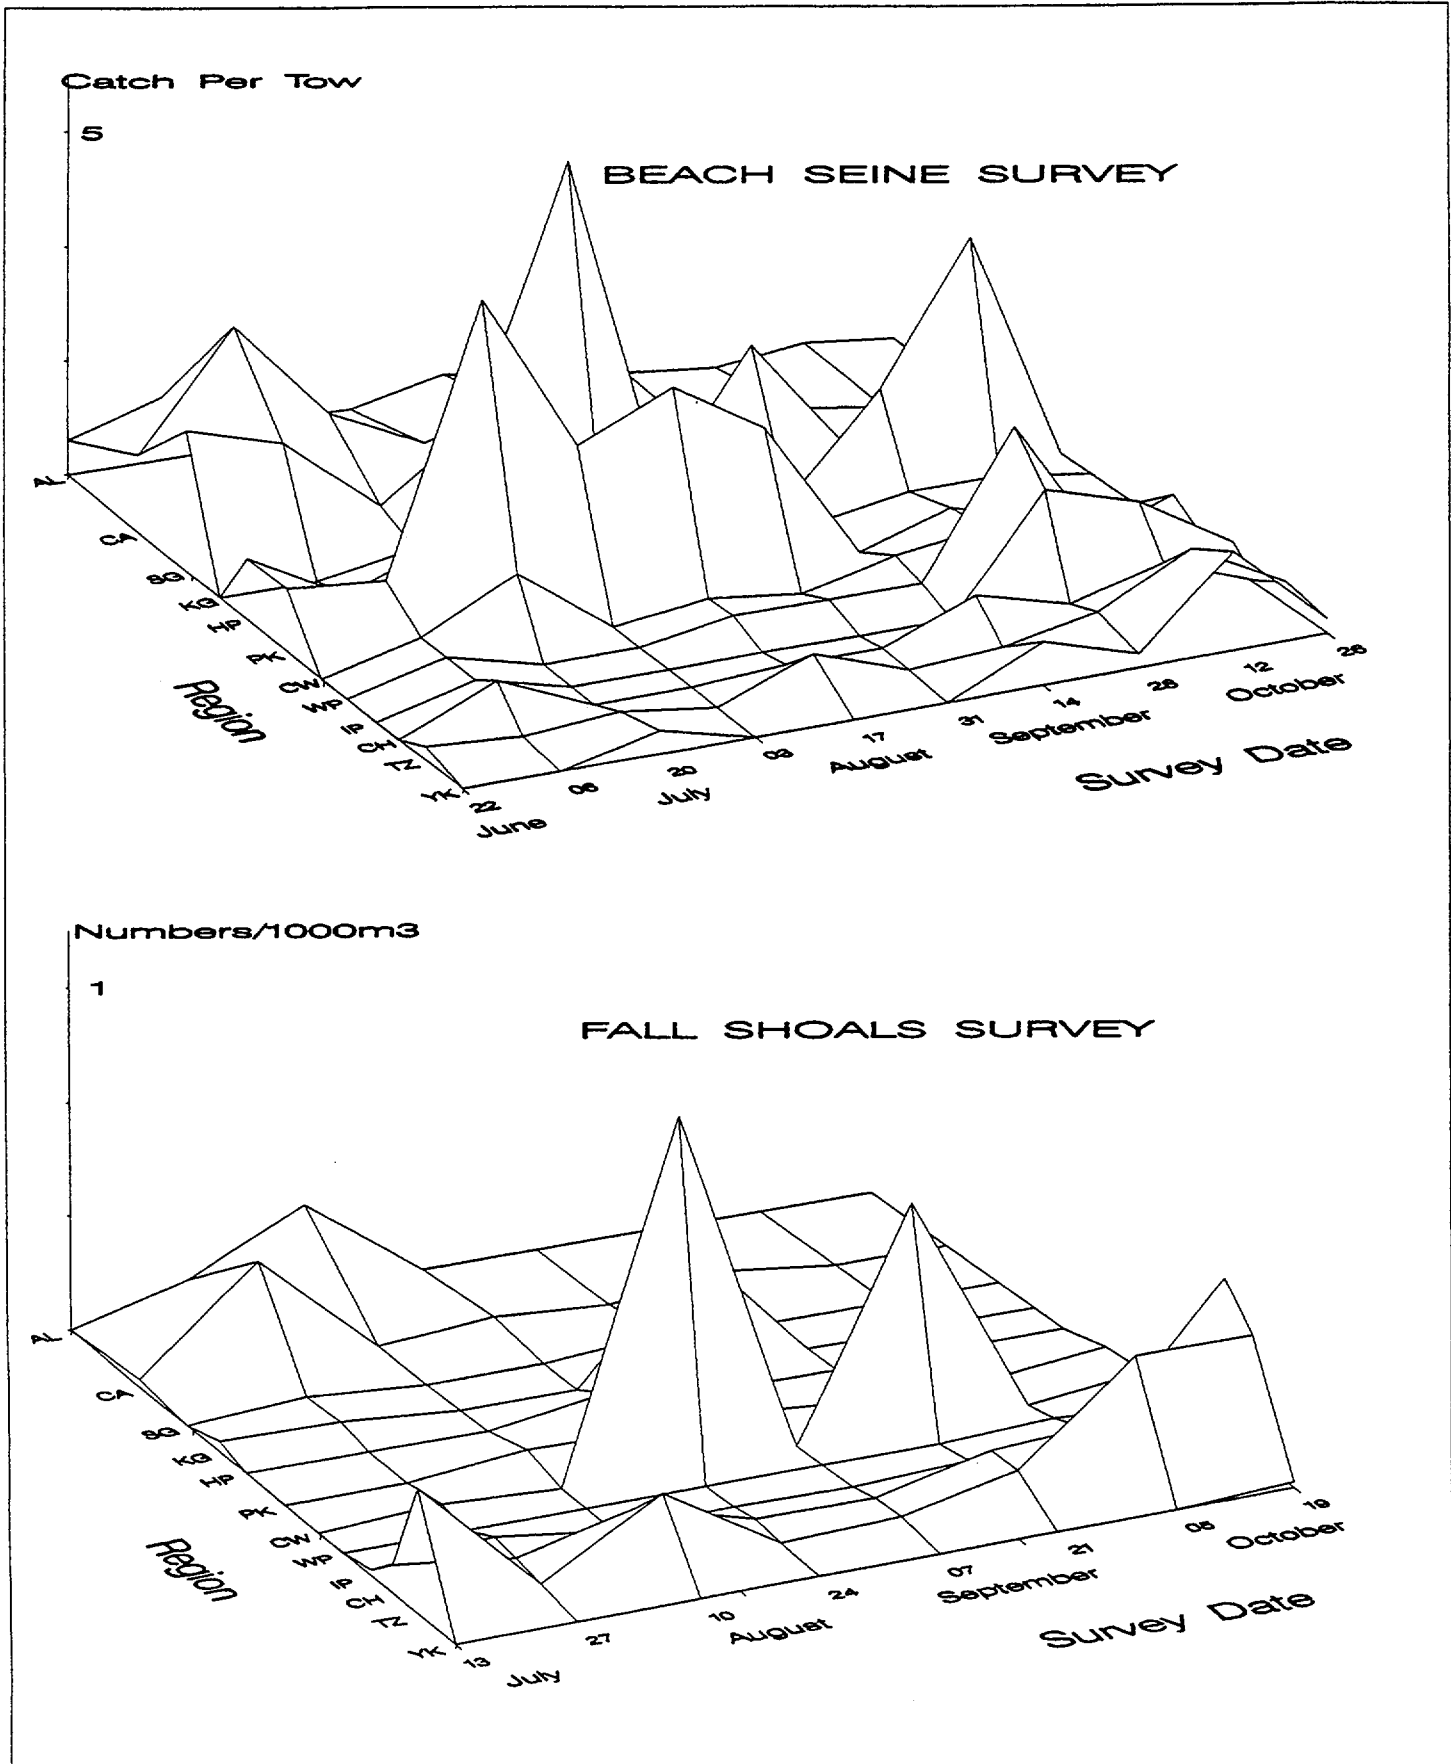 Catch Per Tow
5
BEACH SEINE SURVEY
AL
CA
SG
KG
HP
PK
CW
WP
IP
CH
TZ
YK
Region
22
06
20
03
17
31
14
28
12
26
June
July
August
September
October
Survey Date
Numbers/1000m3
1
FALL SHOALS SURVEY
AL
CA
SG
KG
HP
PK
CW
WP
IP
CH
TZ
YK
Region
13
27
10
24
07
21
05
19
July
August
September
October
Survey Date